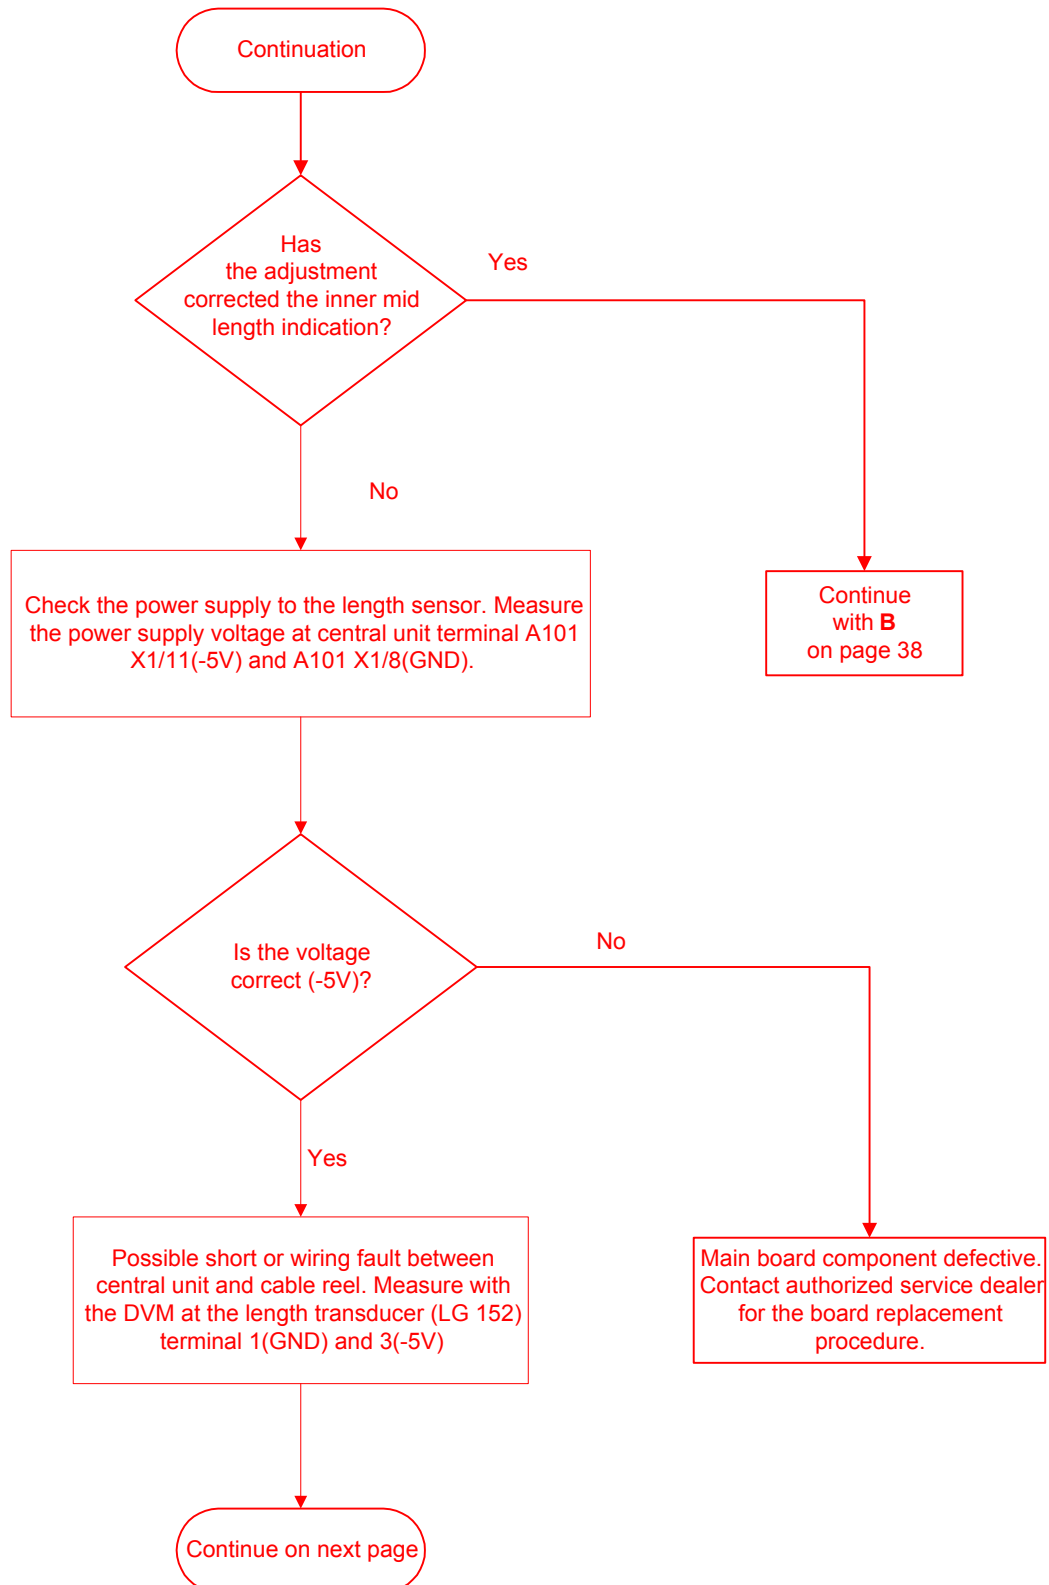 Continuation
Has
the adjustment
corrected the inner mid
length indication?
Yes
No
Check the power supply to the length sensor. Measure
the power supply voltage at central unit terminal A101
X1/11(-5V) and A101 X1/8(GND).
Continue
with B
on page 38
Is the voltage
correct (-5V)?
No
Yes
Possible short or wiring fault between
central unit and cable reel. Measure with
the DVM at the length transducer (LG 152)
terminal 1(GND) and 3(-5V)
Main board component defective.
Contact authorized service dealer
for the board replacement
procedure.
Continue on next page